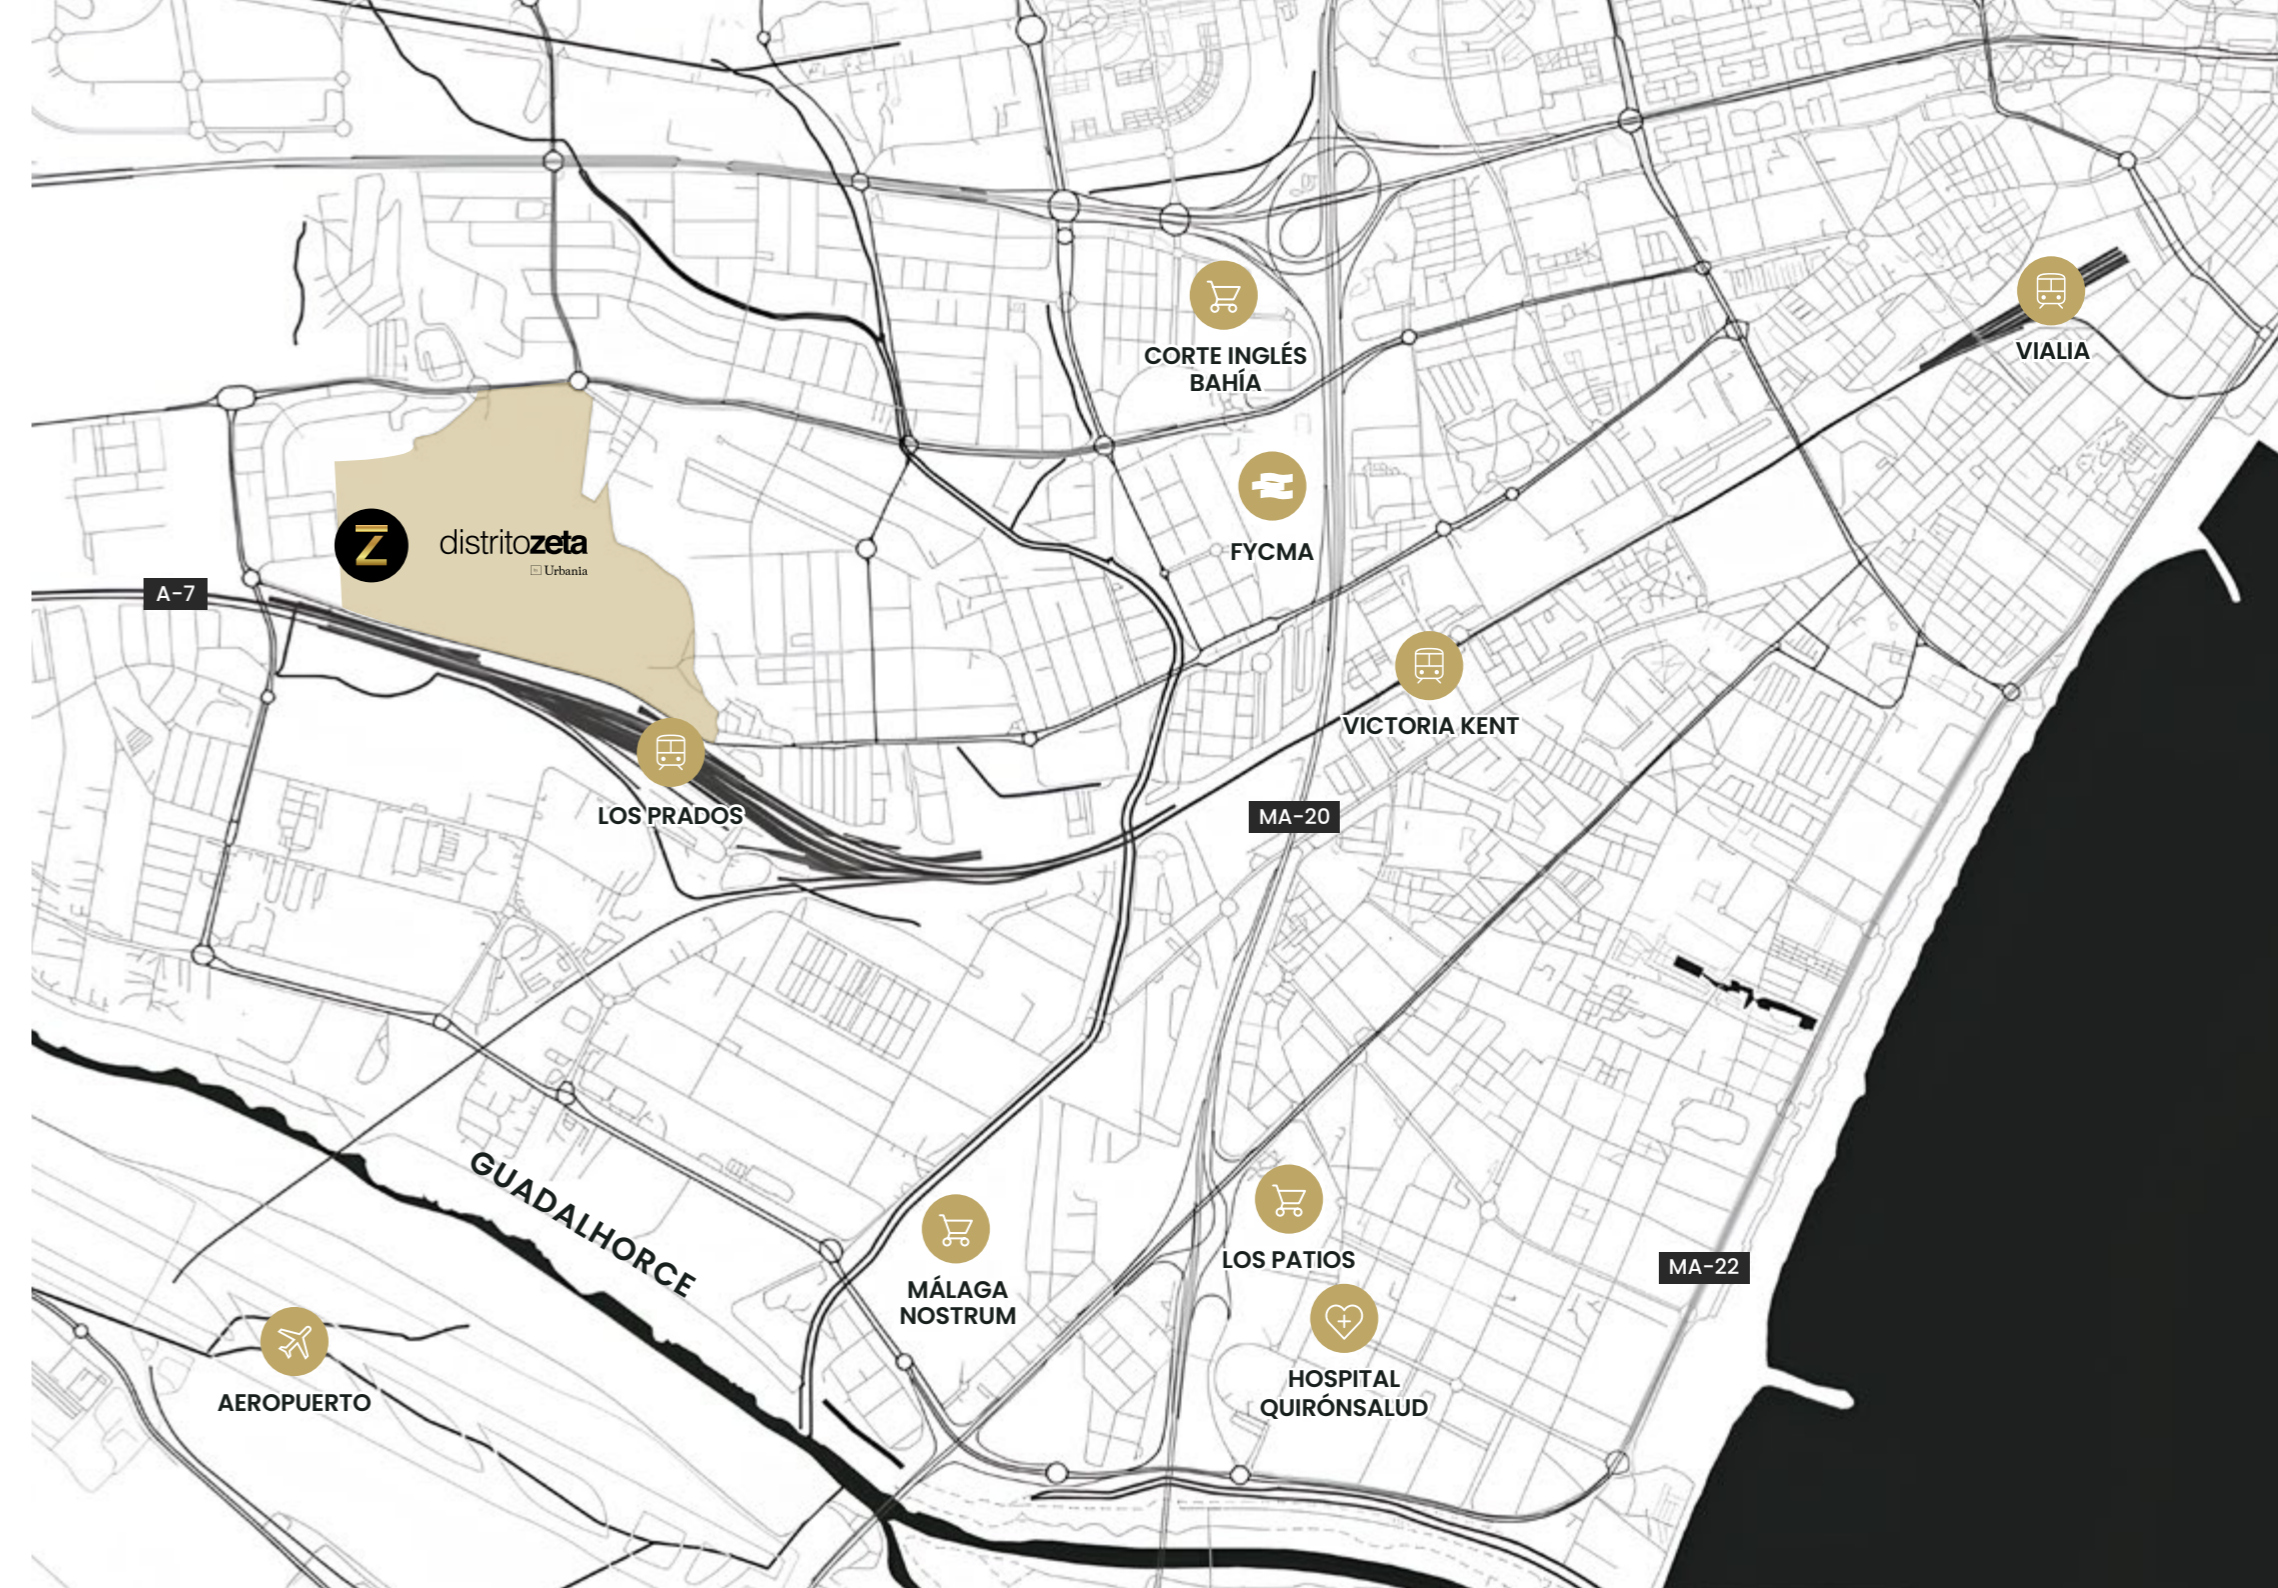 CORTE INGLÉS
BAHÍA
VIALIA
FYCMA
Z
distritozeta
Urbania
A-7
VICTORIA KENT
LOS PRADOS
MA-20
GUADALHORCE
MÁLAGA
NOSTRUM
LOS PATIOS
MA-22
HOSPITAL
QUIRÓNSALUD
AEROPUERTO